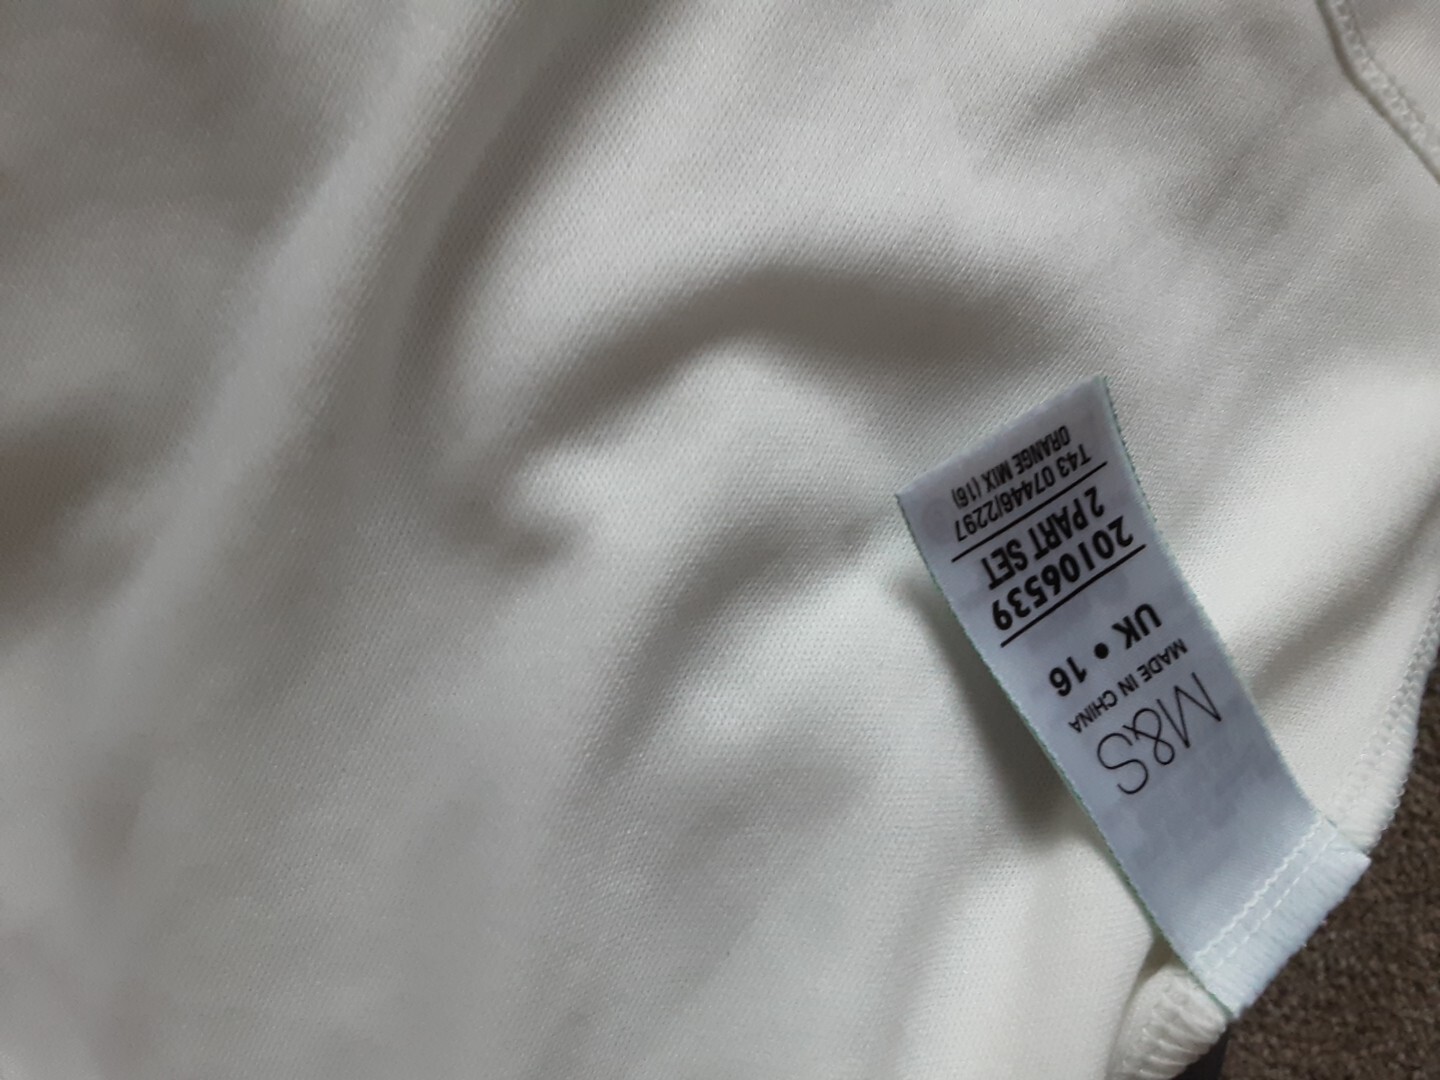 M&S
MADE IN CHINA
UK • 16
20106539
2 PART SET
T43 07446/2297
ORANGE MIX (16)